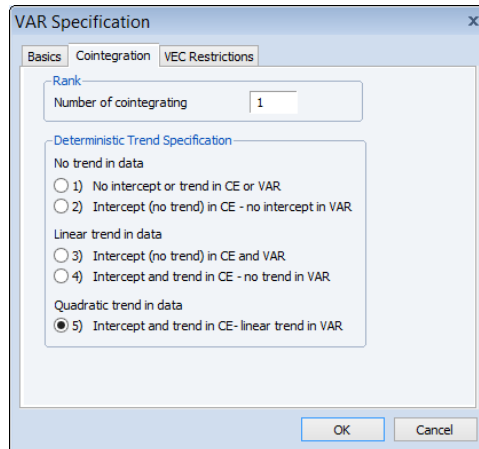 VAR Specification
x
Basics Cointegration VEC Restrictions
Rank
Number of cointegrating 1
Deterministic Trend Specification
No trend in data
1) No intercept or trend in CE or VAR
2) Intercept (no trend) in CE - no intercept in VAR
Linear trend in data
3) Intercept (no trend) in CE and VAR
4) Intercept and trend in CE - no trend in VAR
Quadratic trend in data
5) Intercept and trend in CE- linear trend in VAR
OK Cancel